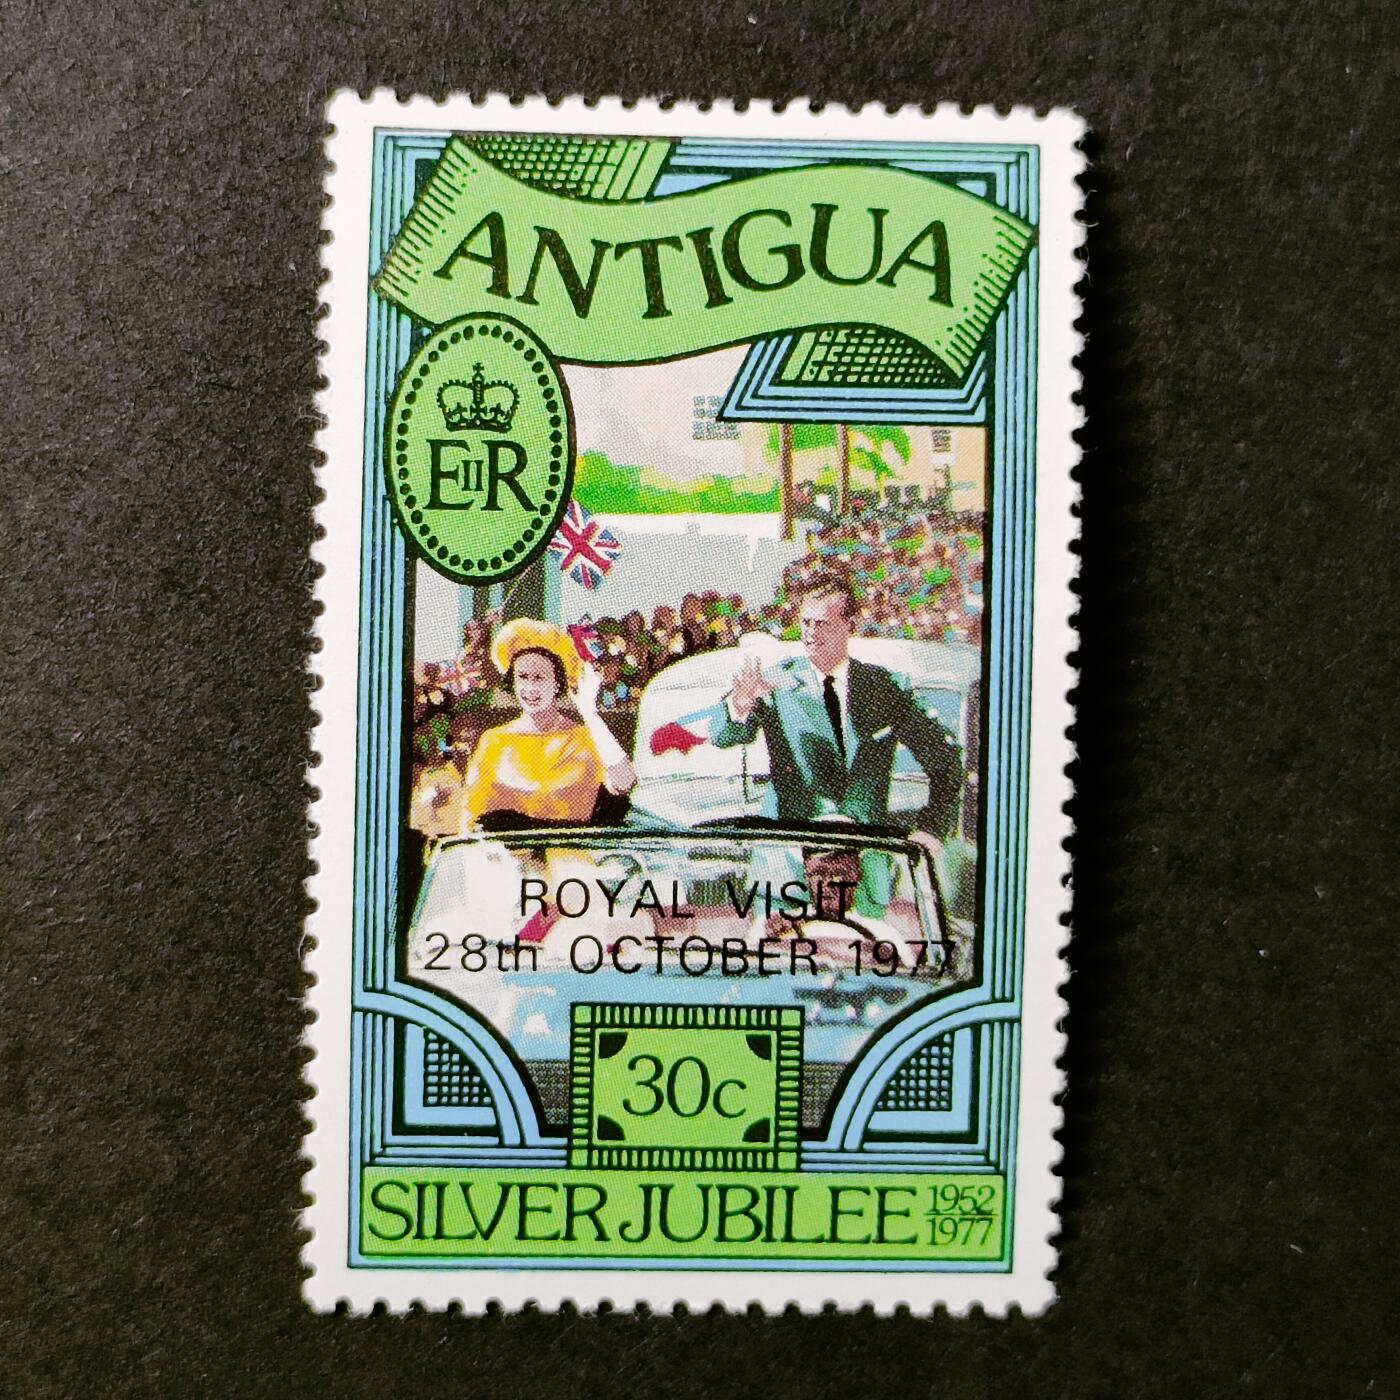 ANTIGUA
EIIR
ROYAL VISIT
28th OCTOBER 1977
30c
SILVER JUBILEE 1952
1977